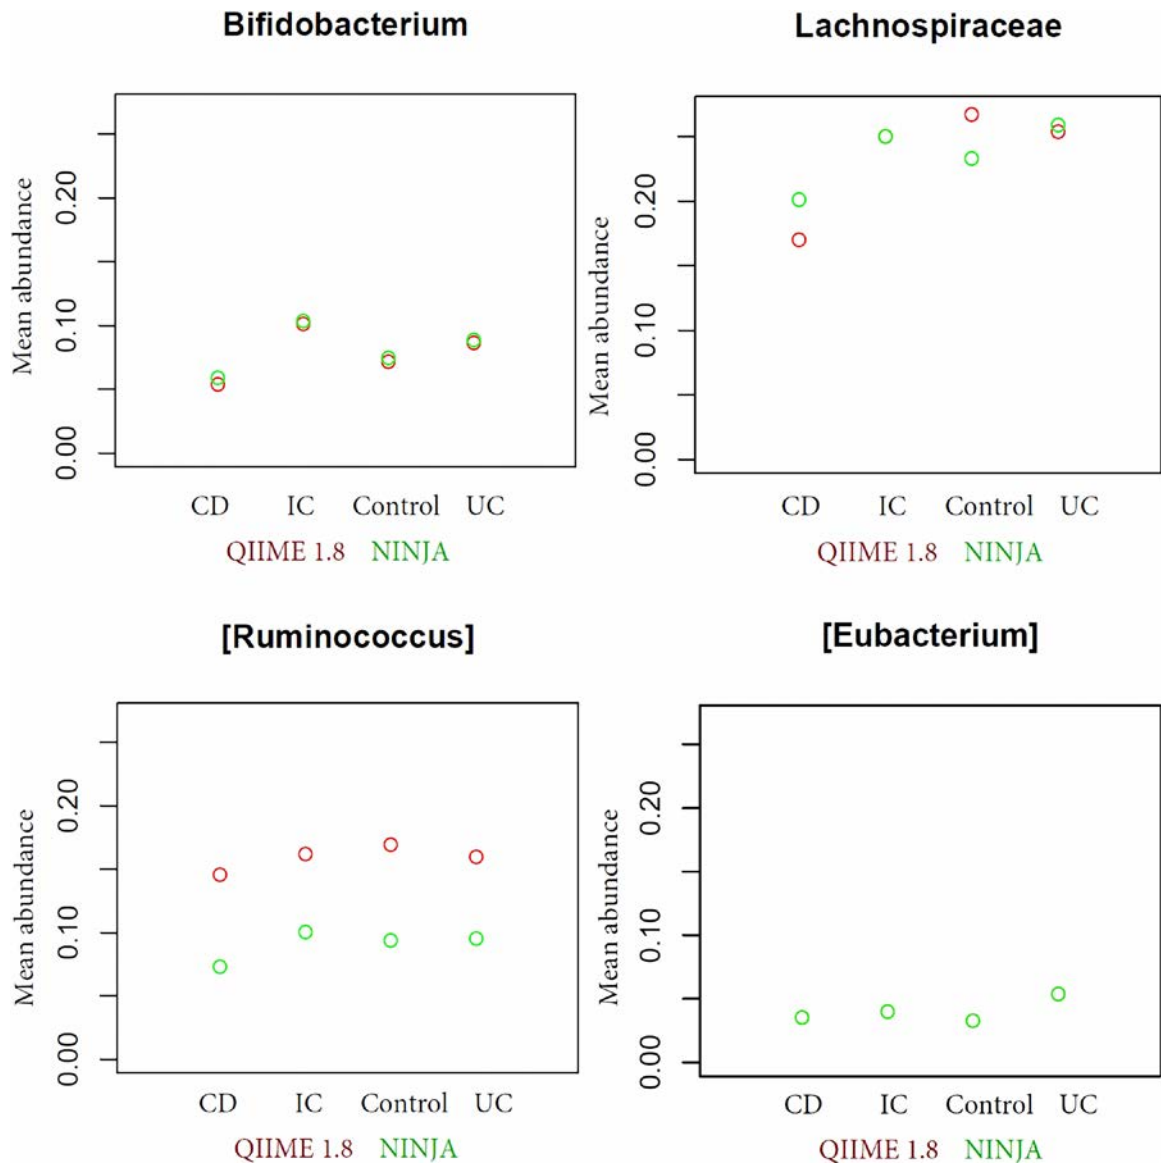 Bifidobacterium
Mean abundance
0.20
0.10
0.00
CD IC Control UC
QIIME 1.8 NINJA
Lachnospiraceae
Mean abundance
0.20
0.10
0.00
CD IC Control UC
QIIME 1.8 NINJA
[Ruminococcus]
Mean abundance
0.20
0.10
0.00
CD IC Control UC
QIIME 1.8 NINJA
[Eubacterium]
Mean abundance
0.20
0.10
0.00
CD IC Control UC
QIIME 1.8 NINJA